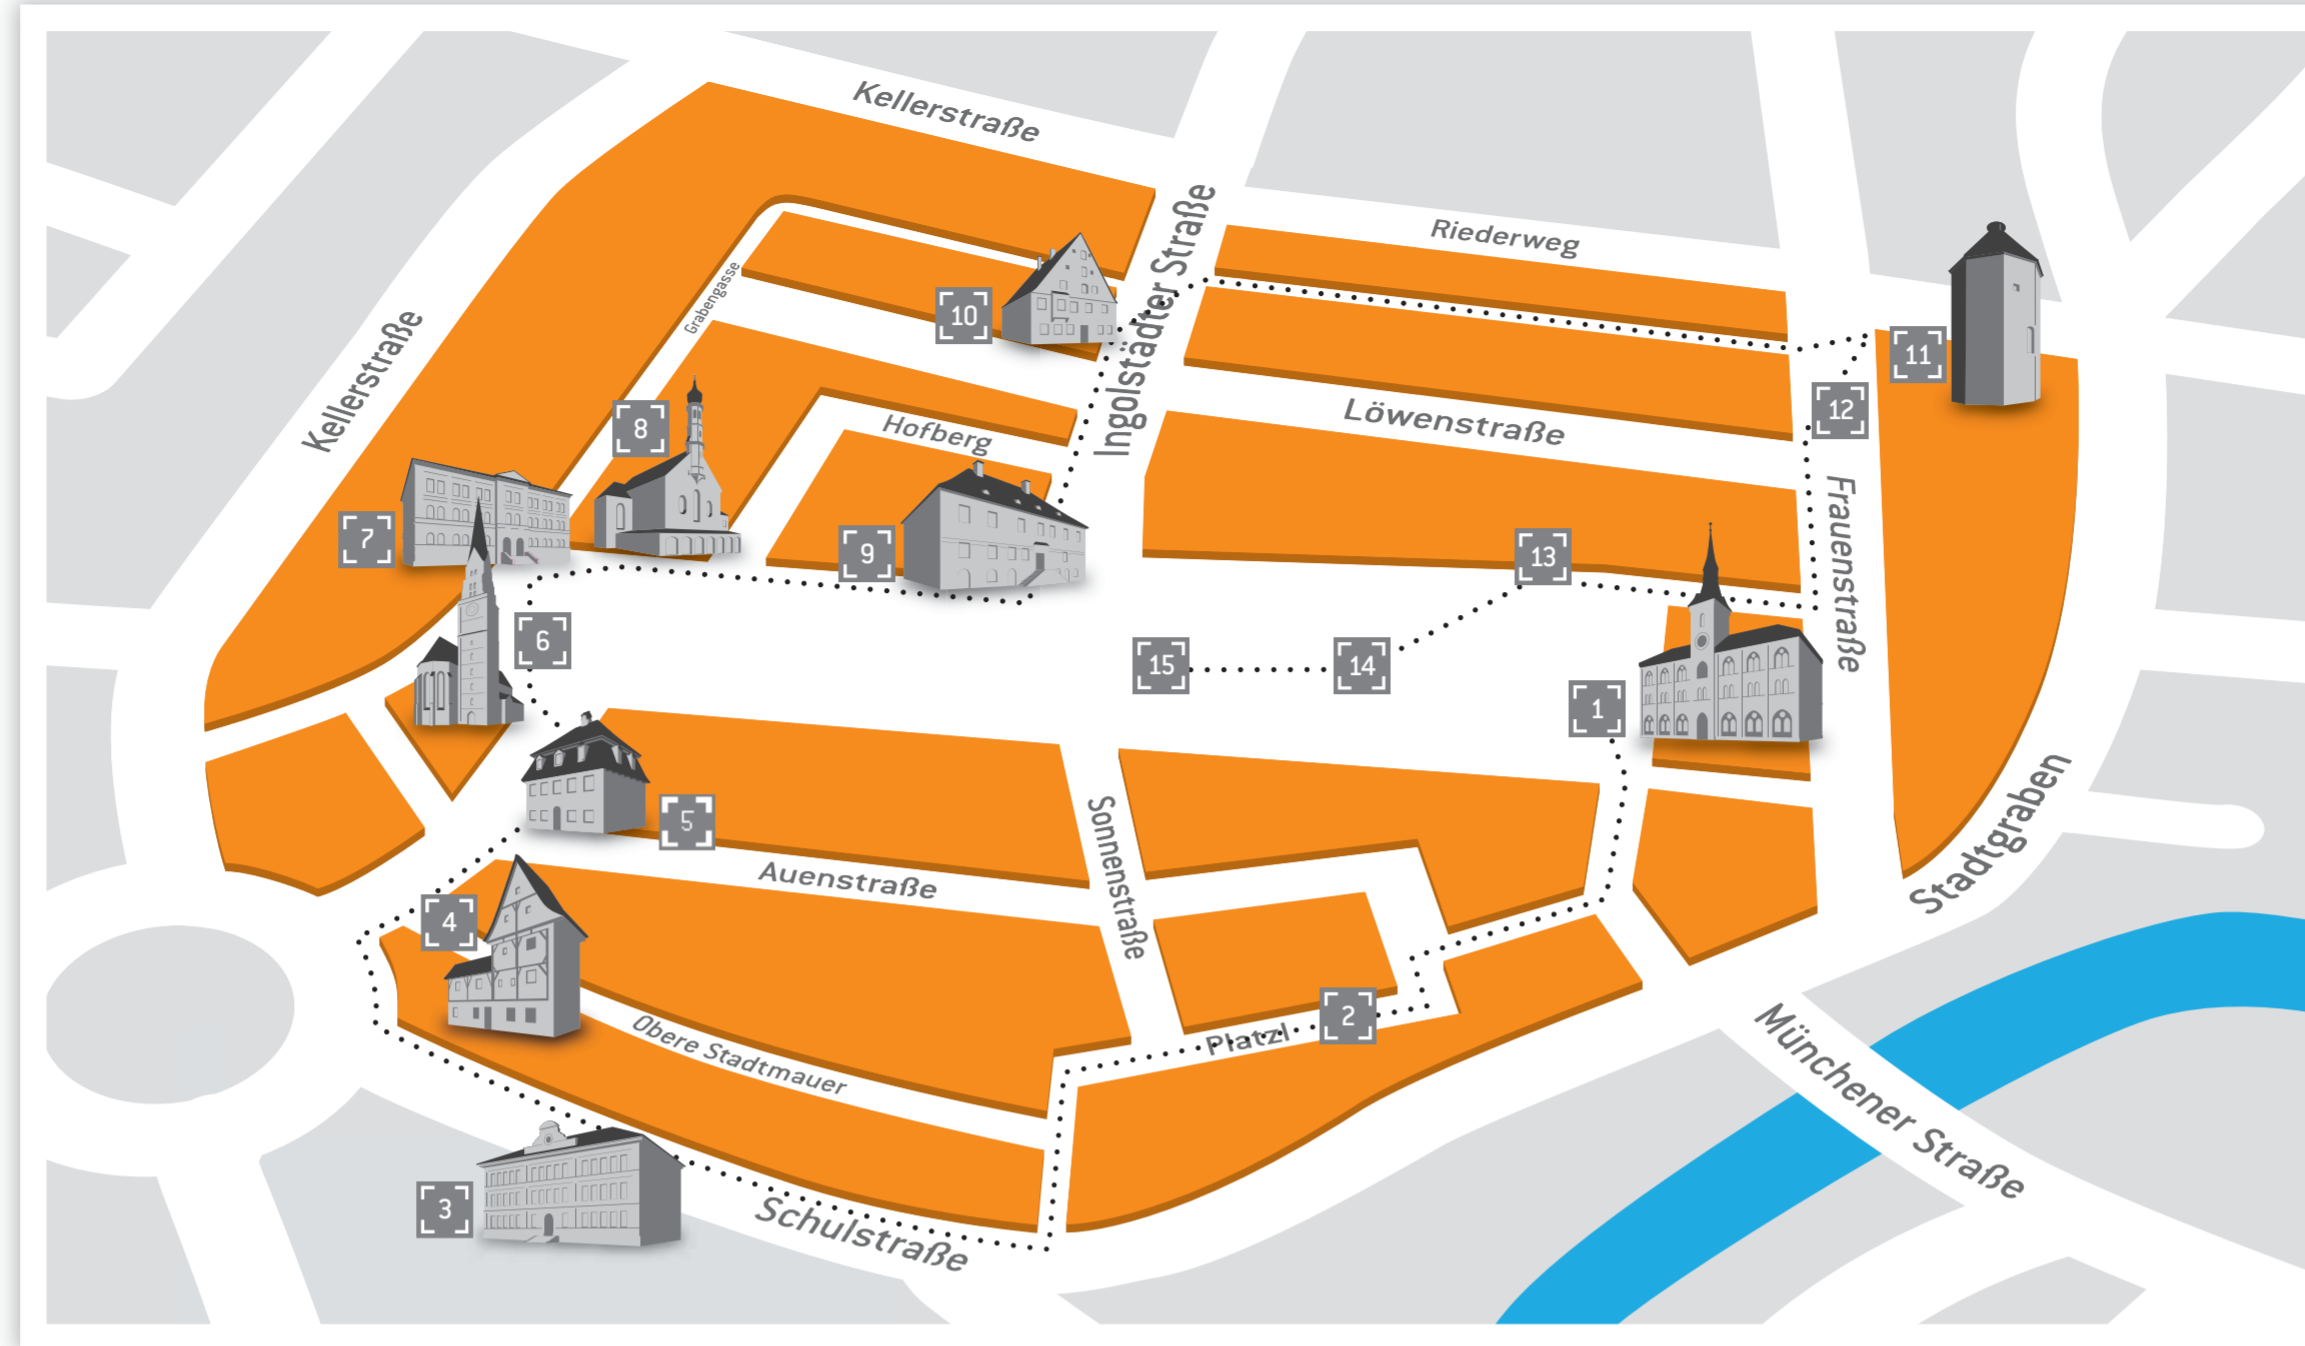 Kellerstraße
Ingolstädter Straße
Riederweg
Grabengasse
10
11
Kellerstraße
12
8
Hofberg
Löwenstraße
7
9
13
Frauenstraße
6
15
14
1
5
Sonnenstraße
Stadtgraben
Auenstraße
4
2
Platzl
Obere Stadtmauer
Münchener Straße
3
Schulstraße